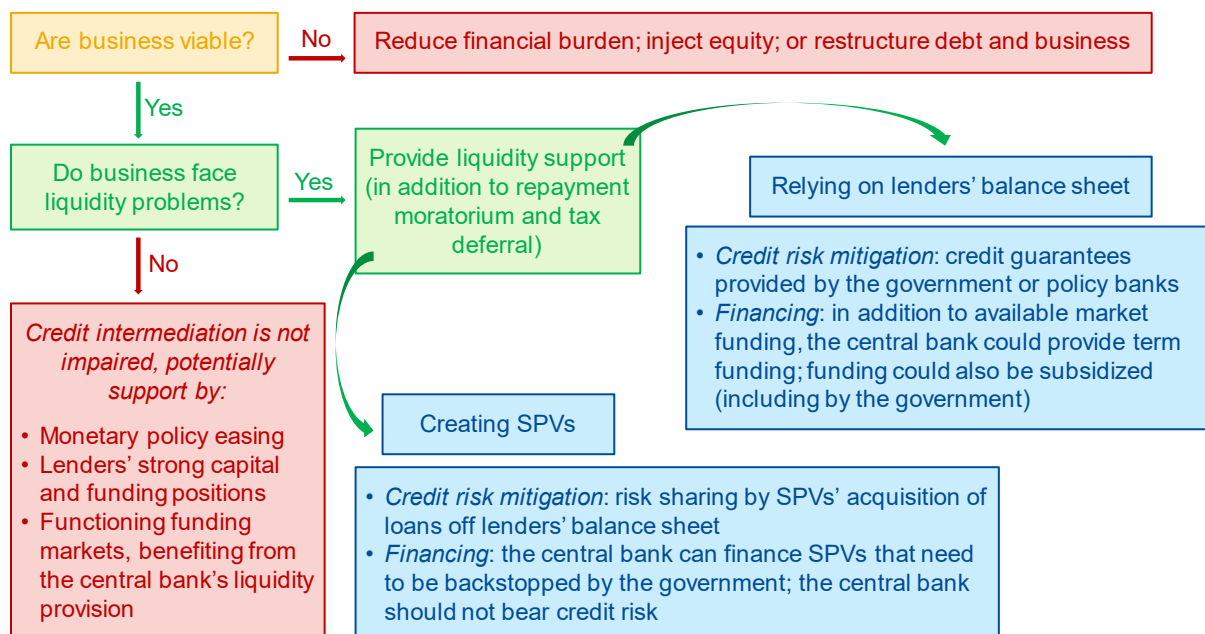 Are business viable?
No
Reduce financial burden; inject equity; or restructure debt and business
Yes
Do business face
liquidity problems?
Yes
Provide liquidity support
(in addition to repayment
moratorium and tax
deferral)
Relying on lenders’ balance sheet
• Credit risk mitigation: credit guarantees
provided by the government or policy banks
• Financing: in addition to available market
funding, the central bank could provide term
funding; funding could also be subsidized
(including by the government)
No
Credit intermediation is not
impaired, potentially
support by:
• Monetary policy easing
• Lenders’ strong capital
and funding positions
• Functioning funding
markets, benefiting from
the central bank’s liquidity
provision
Creating SPVs
• Credit risk mitigation: risk sharing by SPVs’ acquisition of
loans off lenders’ balance sheet
• Financing: the central bank can finance SPVs that need
to be backstopped by the government; the central bank
should not bear credit risk